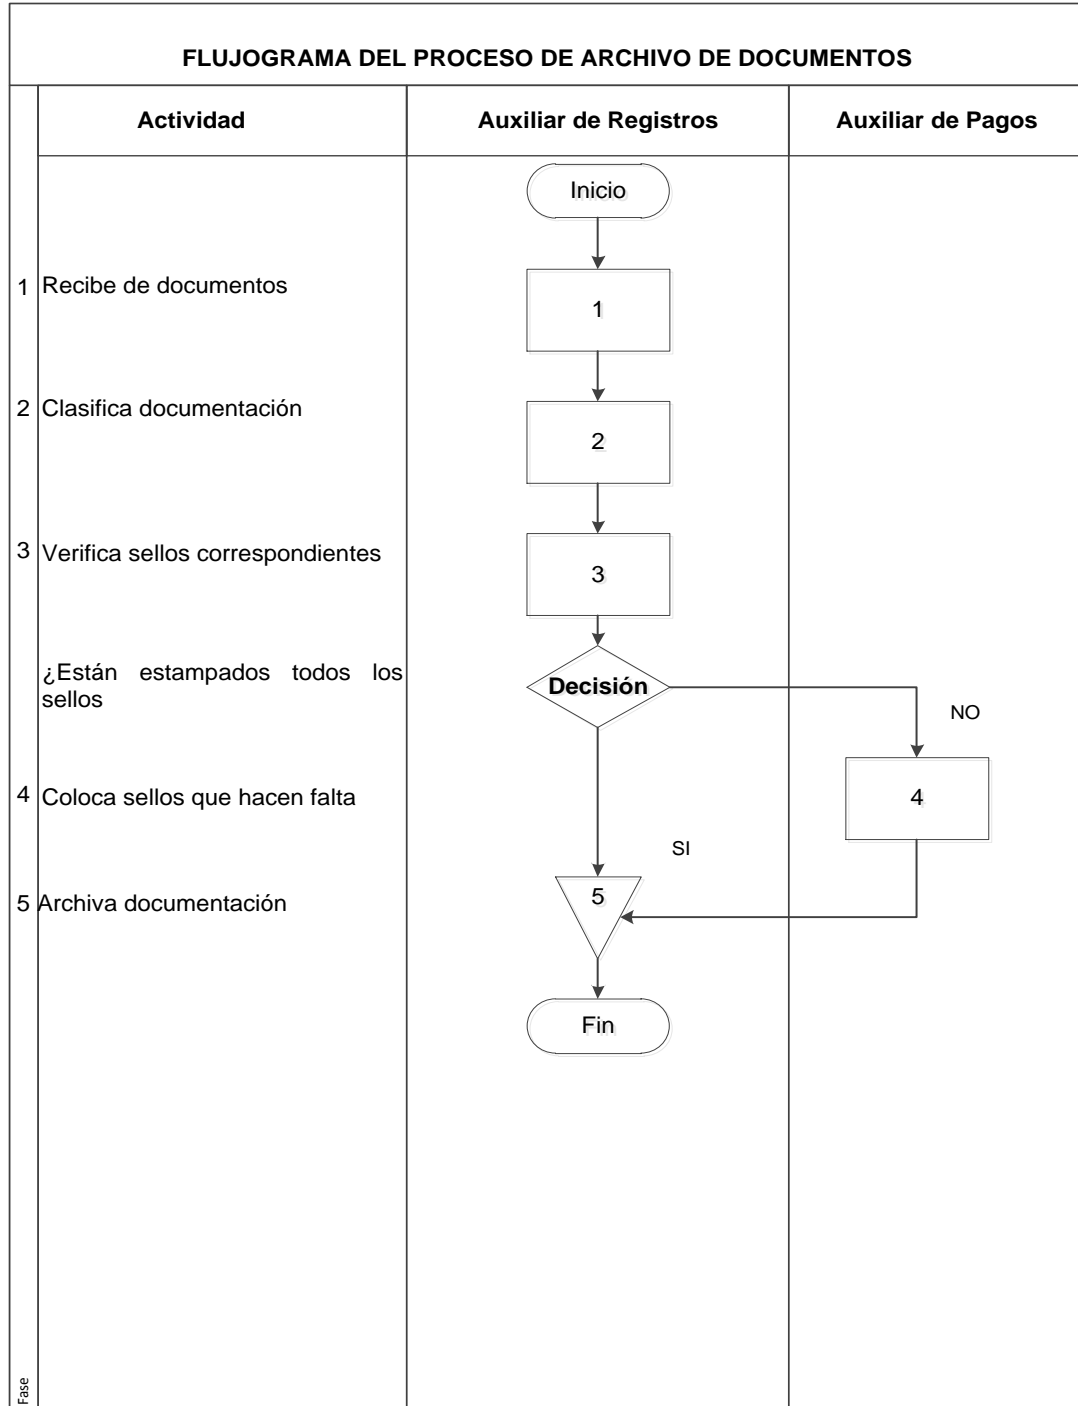 FLUJOGRAMA DEL PROCESO DE ARCHIVO DE DOCUMENTOS
Actividad
Auxiliar de Registros
Auxiliar de Pagos
Inicio
1 Recibe de documentos
1
2 Clasifica documentación
2
3 Verifica sellos correspondientes
3
¿Están estampados todos los
sellos
Decisión
NO
4 Coloca sellos que hacen falta
4
SI
5 Archiva documentación
5
Fin
Fase